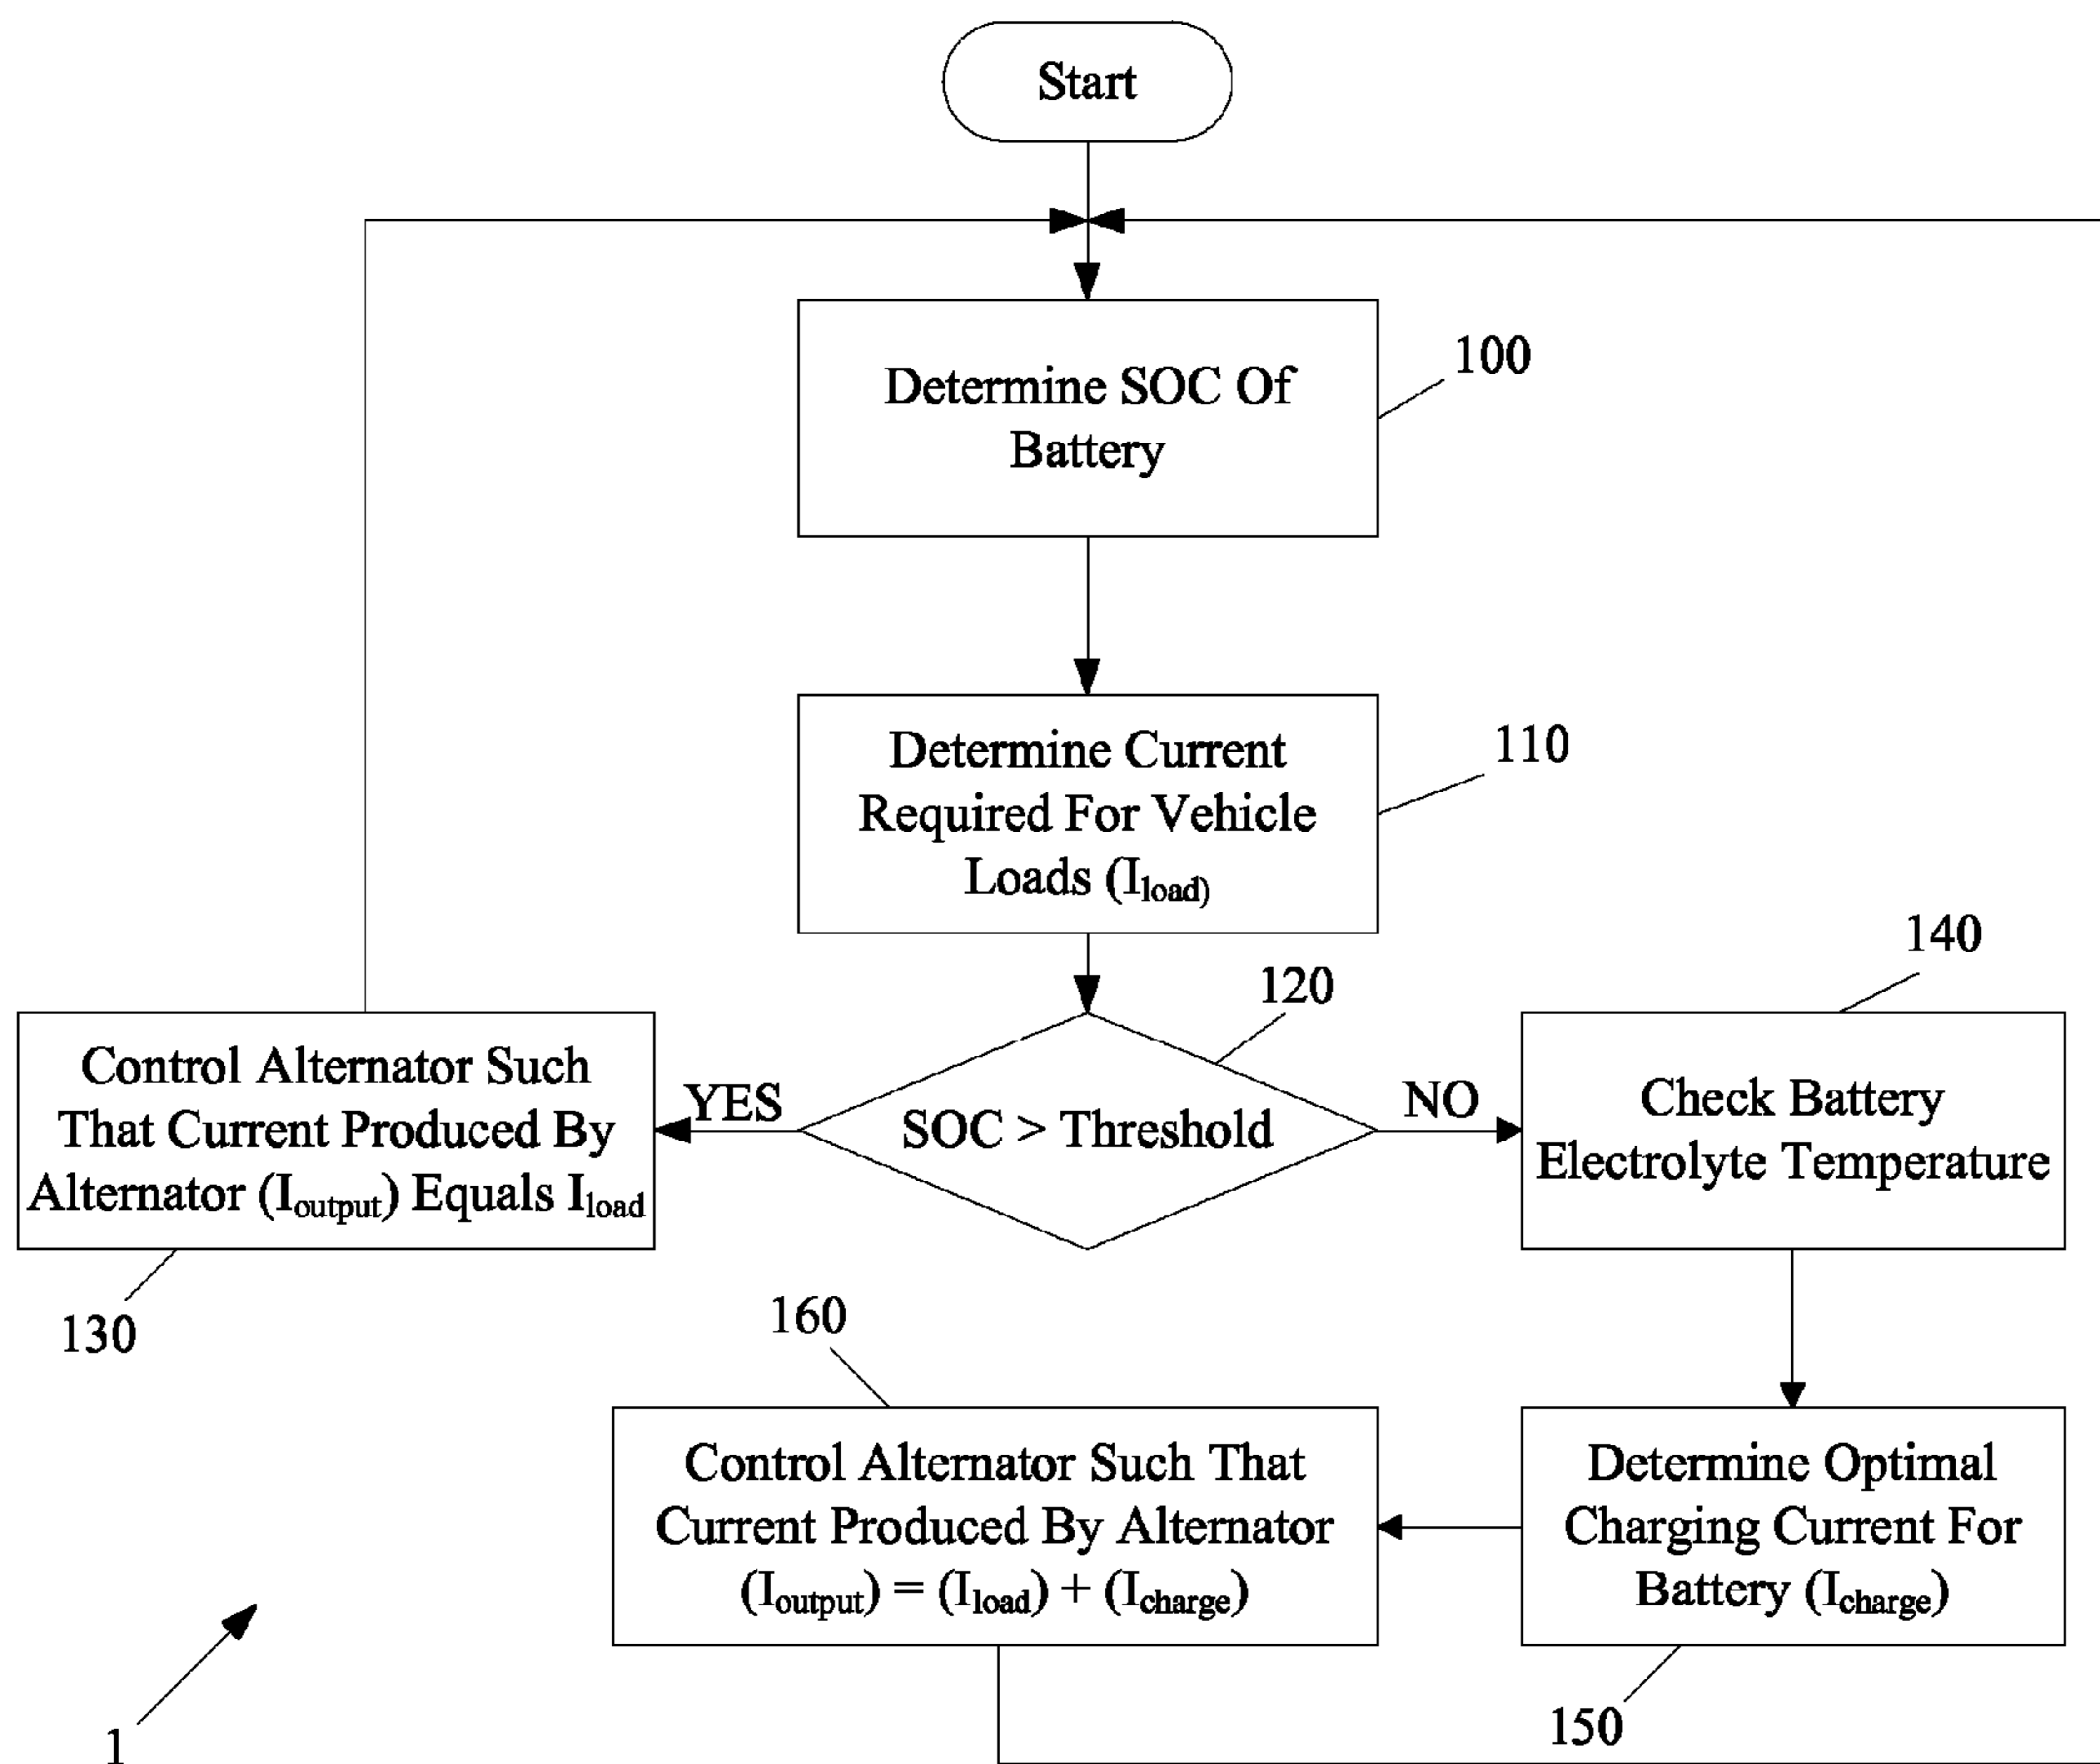 Start
Determine SOC Of
Battery
100
Determine Current
Required For Vehicle
Loads (Iload)
110
120
140
Control Alternator Such
That Current Produced By
Alternator (Ioutput) Equals Iload
130
YES
SOC > Threshold
NO
Check Battery
Electrolyte Temperature
160
Control Alternator Such That
Current Produced By Alternator
(Ioutput) = (Iload) + (Icharge)
Determine Optimal
Charging Current For
Battery (Icharge)
150
1